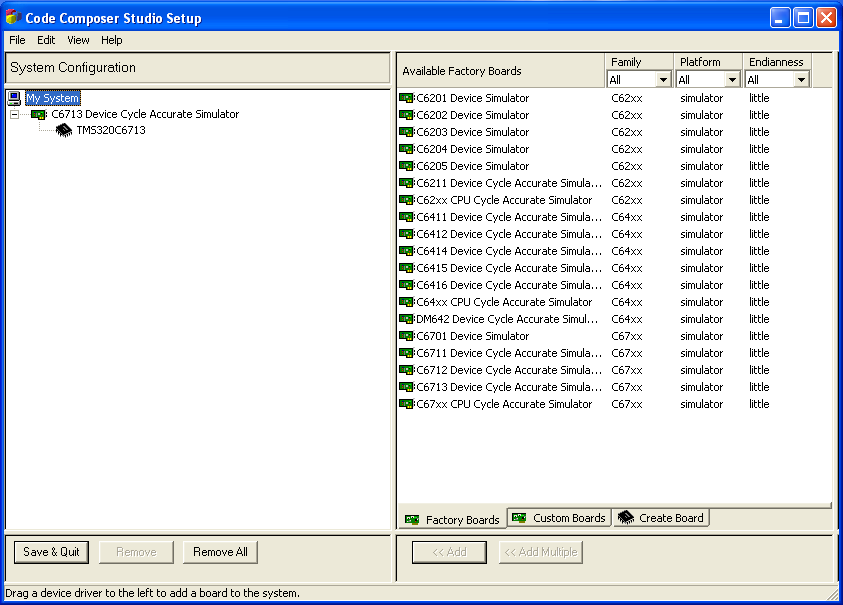 Code Composer Studio Setup
File Edit View Help
System Configuration
My System
C6713 Device Cycle Accurate Simulator
TMS320C6713
Available Factory Boards Family Platform Endianness
All All All
C6201 Device Simulator C62xx simulator little
C6202 Device Simulator C62xx simulator little
C6203 Device Simulator C62xx simulator little
C6204 Device Simulator C62xx simulator little
C6205 Device Simulator C62xx simulator little
C6211 Device Cycle Accurate Simula... C62xx simulator little
C62xx CPU Cycle Accurate Simulator C62xx simulator little
C6411 Device Cycle Accurate Simula... C64xx simulator little
C6412 Device Cycle Accurate Simula... C64xx simulator little
C6414 Device Cycle Accurate Simula... C64xx simulator little
C6415 Device Cycle Accurate Simula... C64xx simulator little
C6416 Device Cycle Accurate Simula... C64xx simulator little
C64xx CPU Cycle Accurate Simulator C64xx simulator little
DM642 Device Cycle Accurate Simul... C64xx simulator little
C6701 Device Simulator C67xx simulator little
C6711 Device Cycle Accurate Simula... C67xx simulator little
C6712 Device Cycle Accurate Simula... C67xx simulator little
C6713 Device Cycle Accurate Simula... C67xx simulator little
C67xx CPU Cycle Accurate Simulator C67xx simulator little
Factory Boards Custom Boards Create Board
Save & Quit Remove Remove All << Add << Add Multiple
Drag a device driver to the left to add a board to the system.